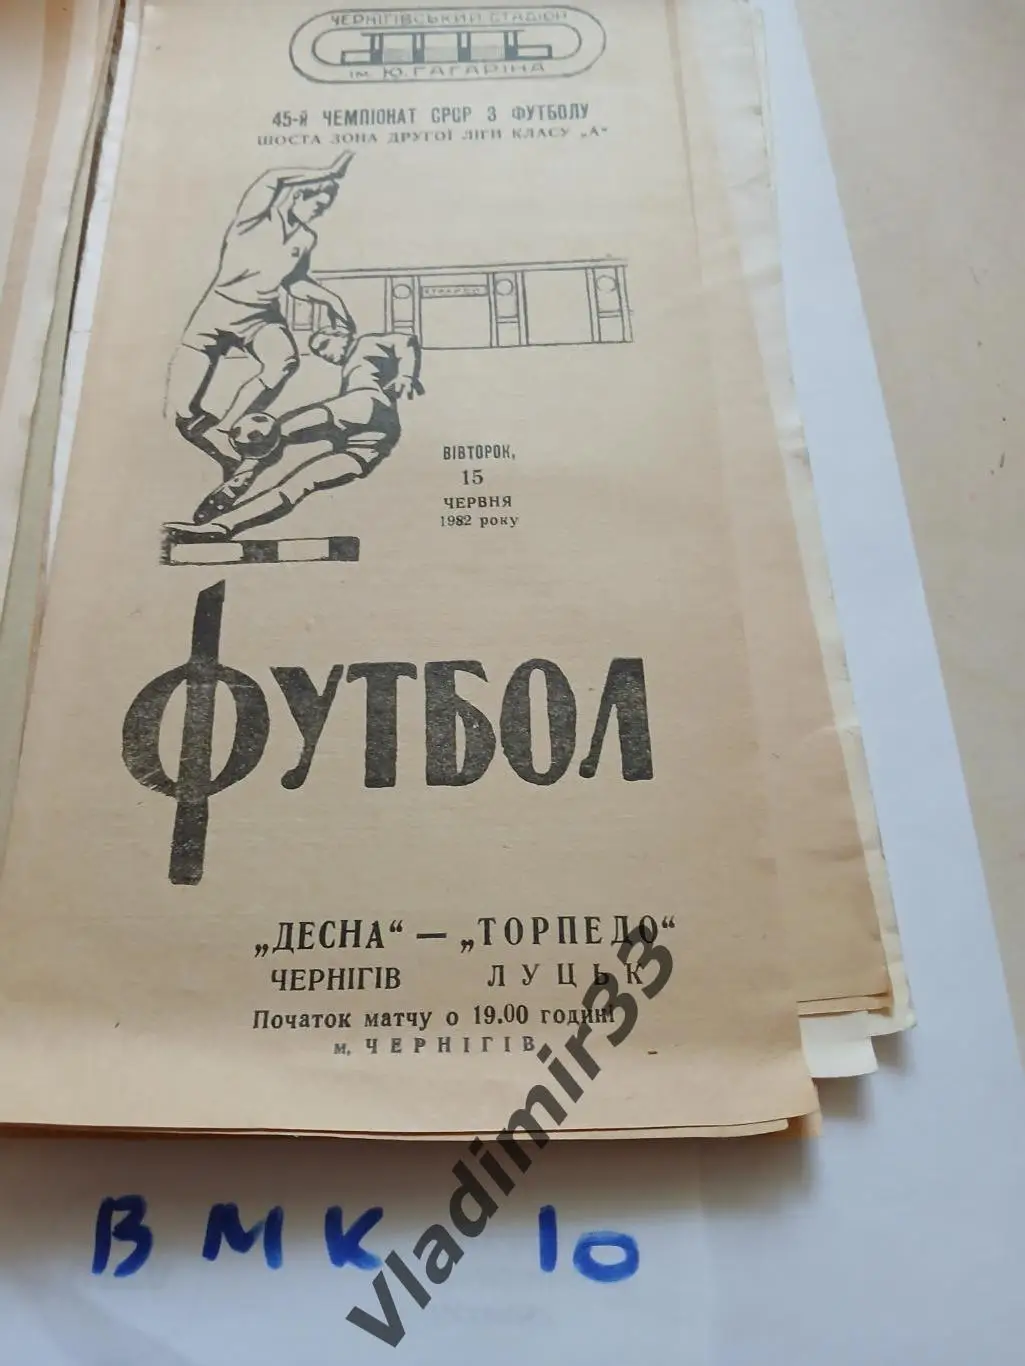 ЧЕРНІГІВСЬКИЙ СТАДІОН
ім. Ю. ГАГАРІНА
45-й ЧЕМПІОНАТ СРСР З ФУТБОЛУ
ШОСТА ЗОНА ДРУГОЇ ЛІГИ КЛАСУ „А“
ВІВТОРОК,
15
ЧЕРВНЯ
1982 року
ФУТБОЛ
„ДЕСНА“ — „ТОРПЕДО“
ЧЕРНІГІВ ЛУЦЬК
Початок матчу о 19.00 годині
м. ЧЕРНІГІВ
Vladimir33
ВМК 10